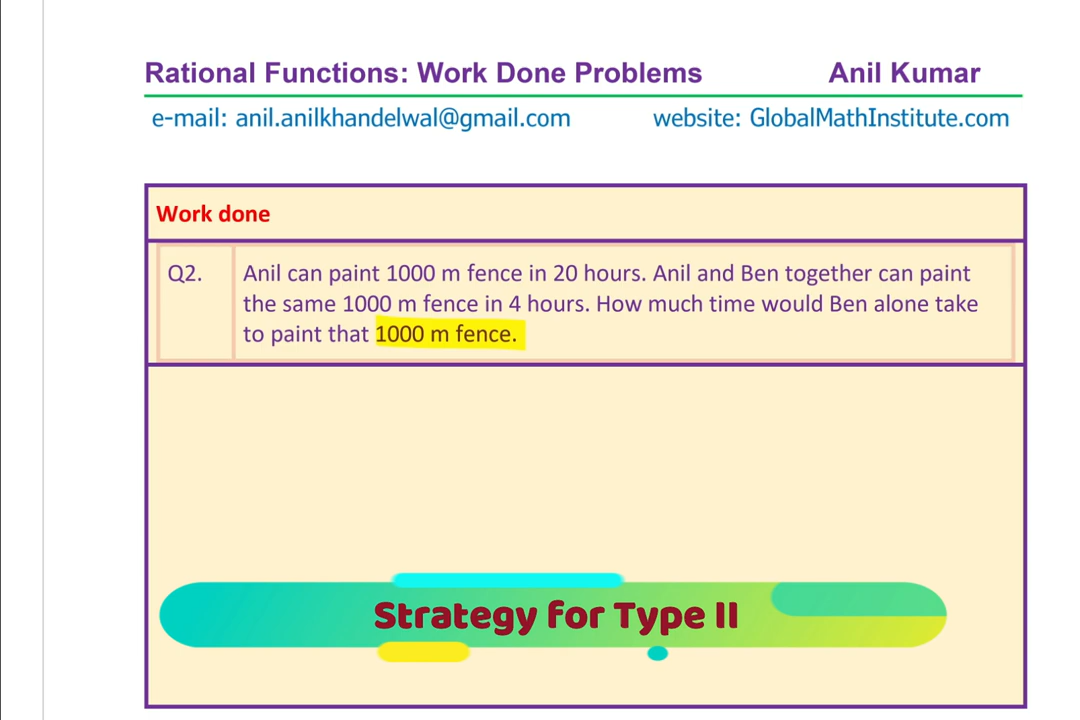 Rational Functions: Work Done Problems Anil Kumar
e-mail: anil.anilkhandelwal@gmail.com website: GlobalMathInstitute.com
Work done
Q2. Anil can paint 1000 m fence in 20 hours. Anil and Ben together can paint
the same 1000 m fence in 4 hours. How much time would Ben alone take
to paint that 1000 m fence.
Strategy for Type II